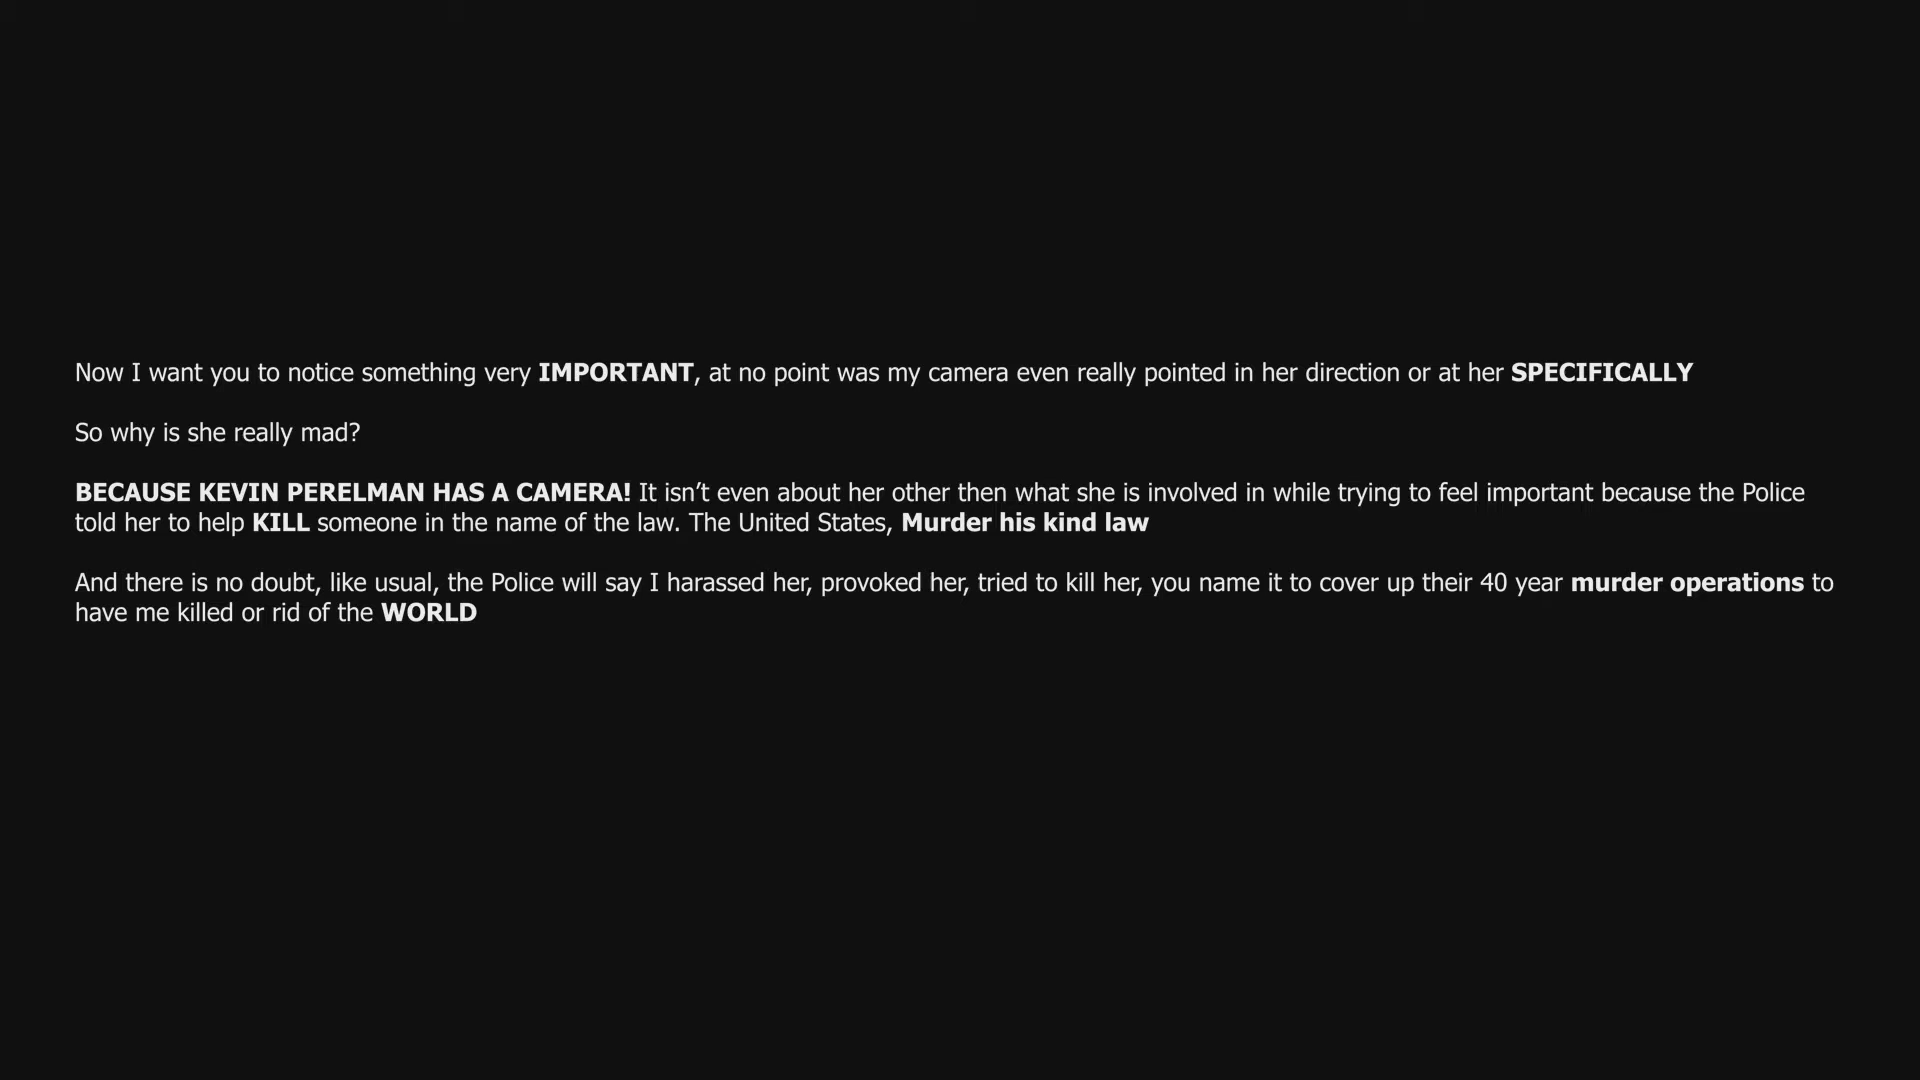 Now I want you to notice something very IMPORTANT, at no point was my camera even really pointed in her direction or at her SPECIFICALLY
So why is she really mad?
BECAUSE KEVIN PERELMAN HAS A CAMERA! It isn’t even about her other then what she is involved in while trying to feel important because the Police
told her to help KILL someone in the name of the law. The United States, Murder his kind law
And there is no doubt, like usual, the Police will say I harassed her, provoked her, tried to kill her, you name it to cover up their 40 year murder operations to
have me killed or rid of the WORLD